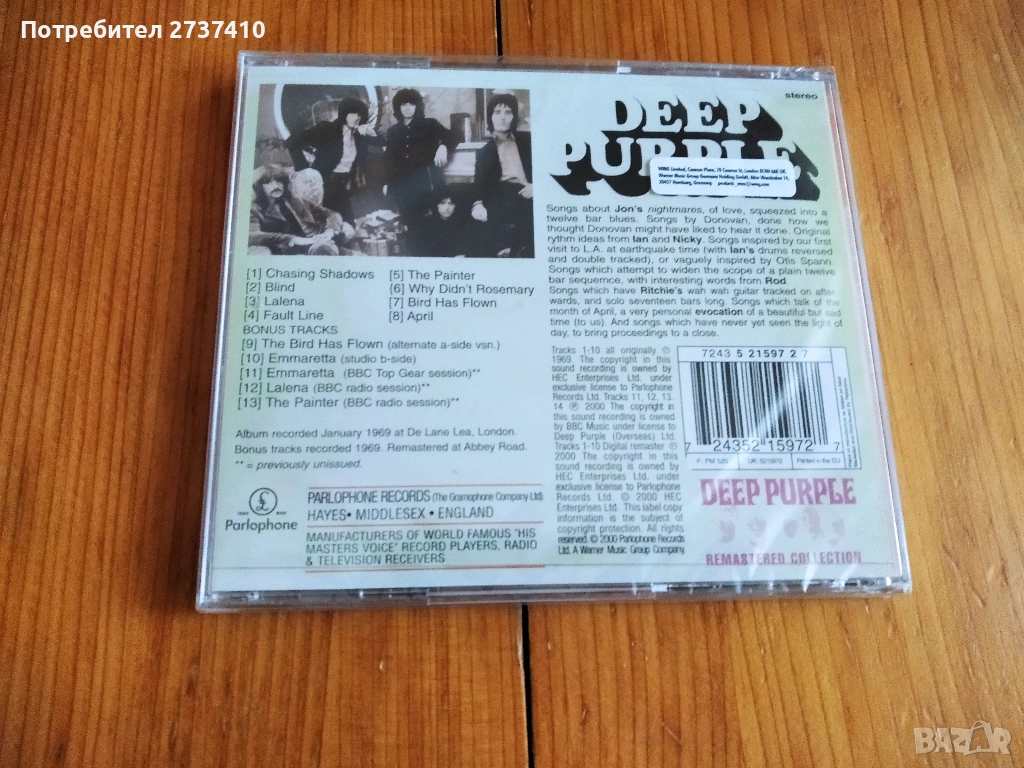 Потребител 2737410
stereo
DEEP
PURPLE
Songs about Jon's nightmares, of love, squeezed into a
twelve bar blues. Songs by Donovan, done how we
thought Donovan might have liked to hear it done. Original
rythm ideas from Ian and Nicky. Songs inspired by our first
visit to L.A. at earthquake time (with Ian's drums reversed
and double tracked), or vaguely inspired by Otis Spann.
Songs which attempt to widen the scope of a plain twelve
bar sequence, with interesting words from Rod.
Songs which have Ritchie's wah wah guitar tracked on after-
wards, and solo seventeen bars long. Songs which talk of the
month of April, a very personal evocation of a beautiful but sad
time (to us). And songs which have never yet seen the light of
day, to bring proceedings to a close.
[1] Chasing Shadows
[2] Blind
[3] Lalena
[4] Fault Line
[5] The Painter
[6] Why Didn't Rosemary
[7] Bird Has Flown
[8] April
BONUS TRACKS
[9] The Bird Has Flown (alternate a-side vsn.)
[10] Emmaretta (studio b-side)
[11] Emmaretta (BBC Top Gear session)**
[12] Lalena (BBC radio session)**
[13] The Painter (BBC radio session)**
Album recorded January 1969 at De Lane Lea, London.
Bonus tracks recorded 1969. Remastered at Abbey Road.
** = previously unissued.
£
Parlophone
PARLOPHONE RECORDS (The Gramophone Company Ltd)
HAYES • MIDDLESEX • ENGLAND
MANUFACTURERS OF WORLD FAMOUS "HIS
MASTERS VOICE" RECORD PLAYERS, RADIO
& TELEVISION RECEIVERS
Tracks 1-10 all originally ℗
1969. The copyright in this
sound recording is owned by
HEC Enterprises Ltd. under
exclusive license to Parlophone
Records Ltd. Tracks 11, 12, 13,
14 ℗ 2000 The copyright in
this sound recording is owned
by BBC Music under license to
Deep Purple (Overseas) Ltd.
Tracks 1-10 Digital remaster ℗
2000 The copyright in this
sound recording is owned by
HEC Enterprises Ltd. under
exclusive license to Parlophone
Records Ltd. © 2000 HEC
Enterprises Ltd. This label copy
information is the subject of
copyright protection. All rights
reserved. © 2000 Parlophone Records
Ltd. A Warner Music Group Company.
7243 5 21597 2 7
7 24352 15972 7
F: PM 520 UK: 5215972 Printed in the EU
DEEP PURPLE
REMASTERED COLLECTION
BAZAR